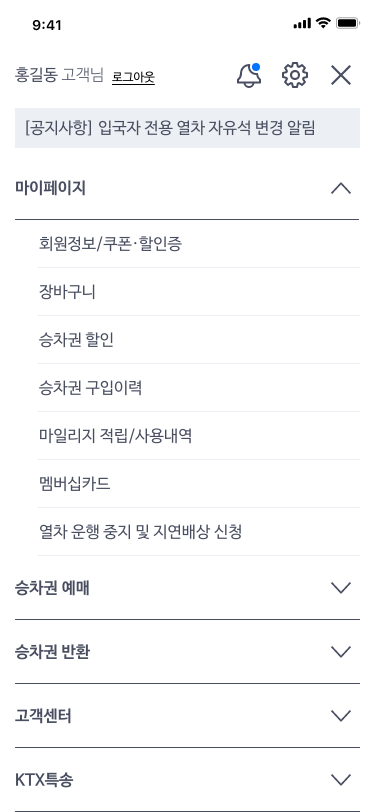 9:41
홍길동 고객님 로그아웃
[공지사항] 입국자 전용 열차 자유석 변경 알림
마이페이지
회원정보/쿠폰·할인증
장바구니
승차권 할인
승차권 구입이력
마일리지 적립/사용내역
멤버십카드
열차 운행 중지 및 지연배상 신청
승차권 예매
승차권 반환
고객센터
KTX특송